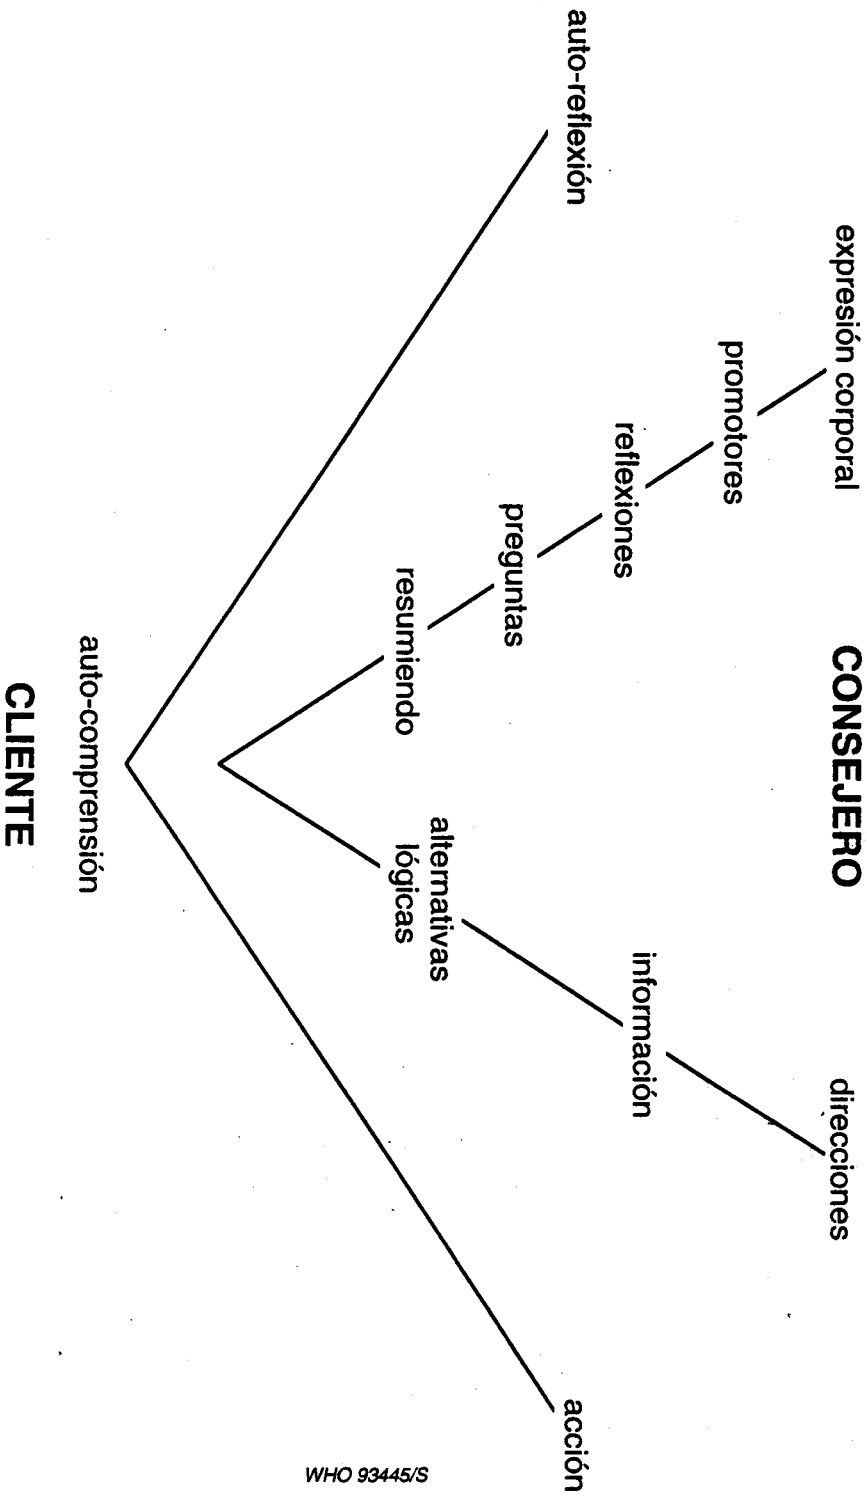 CONSEJERO
expresión corporal
direcciones
promotores
reflexiones
información
auto-reflexión
acción
preguntas
alternativas
lógicas
resumiendo
auto-comprensión
CLIENTE
WHO 93445/S